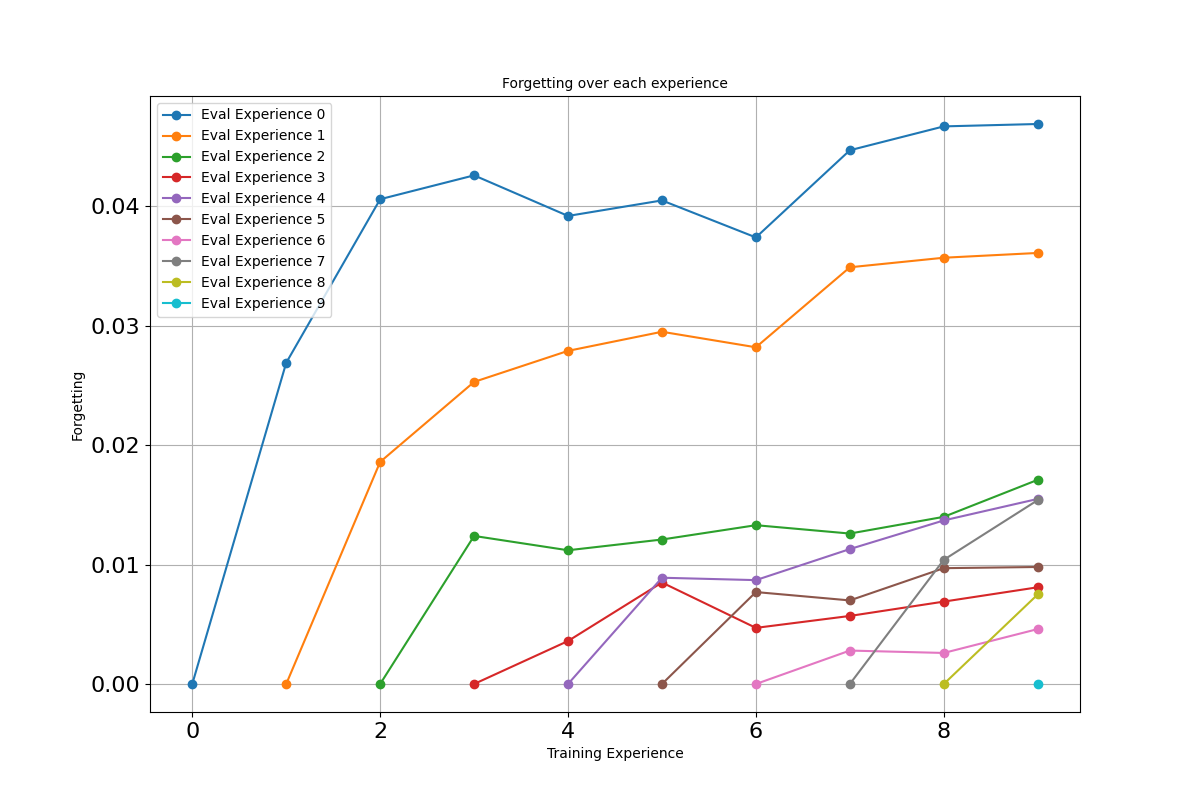 Forgetting over each experience
Eval Experience 0
Eval Experience 1
Eval Experience 2
Eval Experience 3
Eval Experience 4
Eval Experience 5
Eval Experience 6
Eval Experience 7
Eval Experience 8
Eval Experience 9
0.04
0.03
0.02
0.01
0.00
Forgetting
0 2 4 6 8
Training Experience